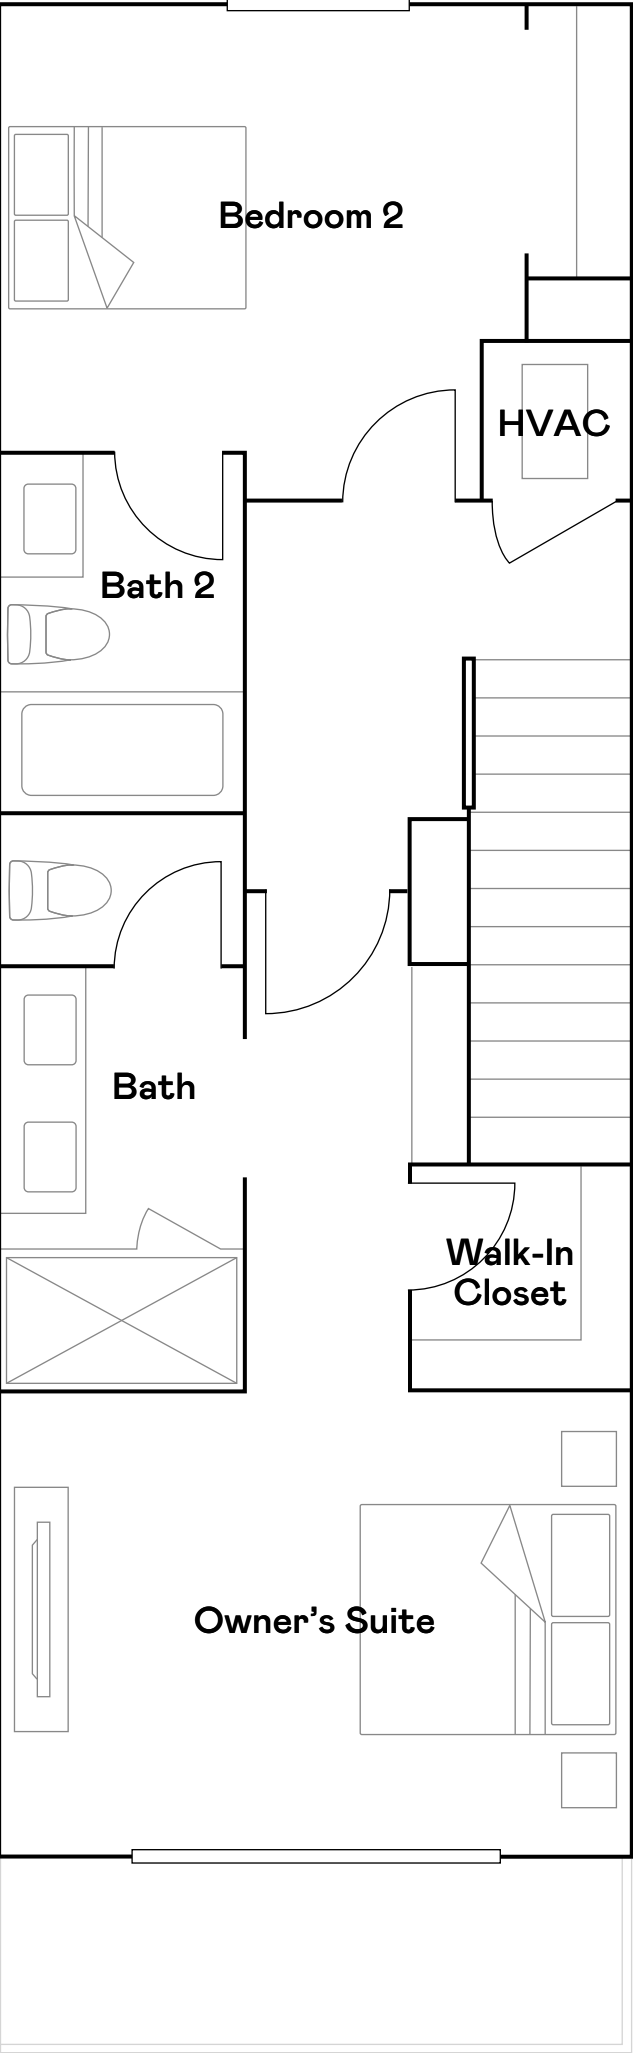 Bedroom 2
HVAC
Bath 2
Bath
Walk-In
Closet
Owner’s Suite